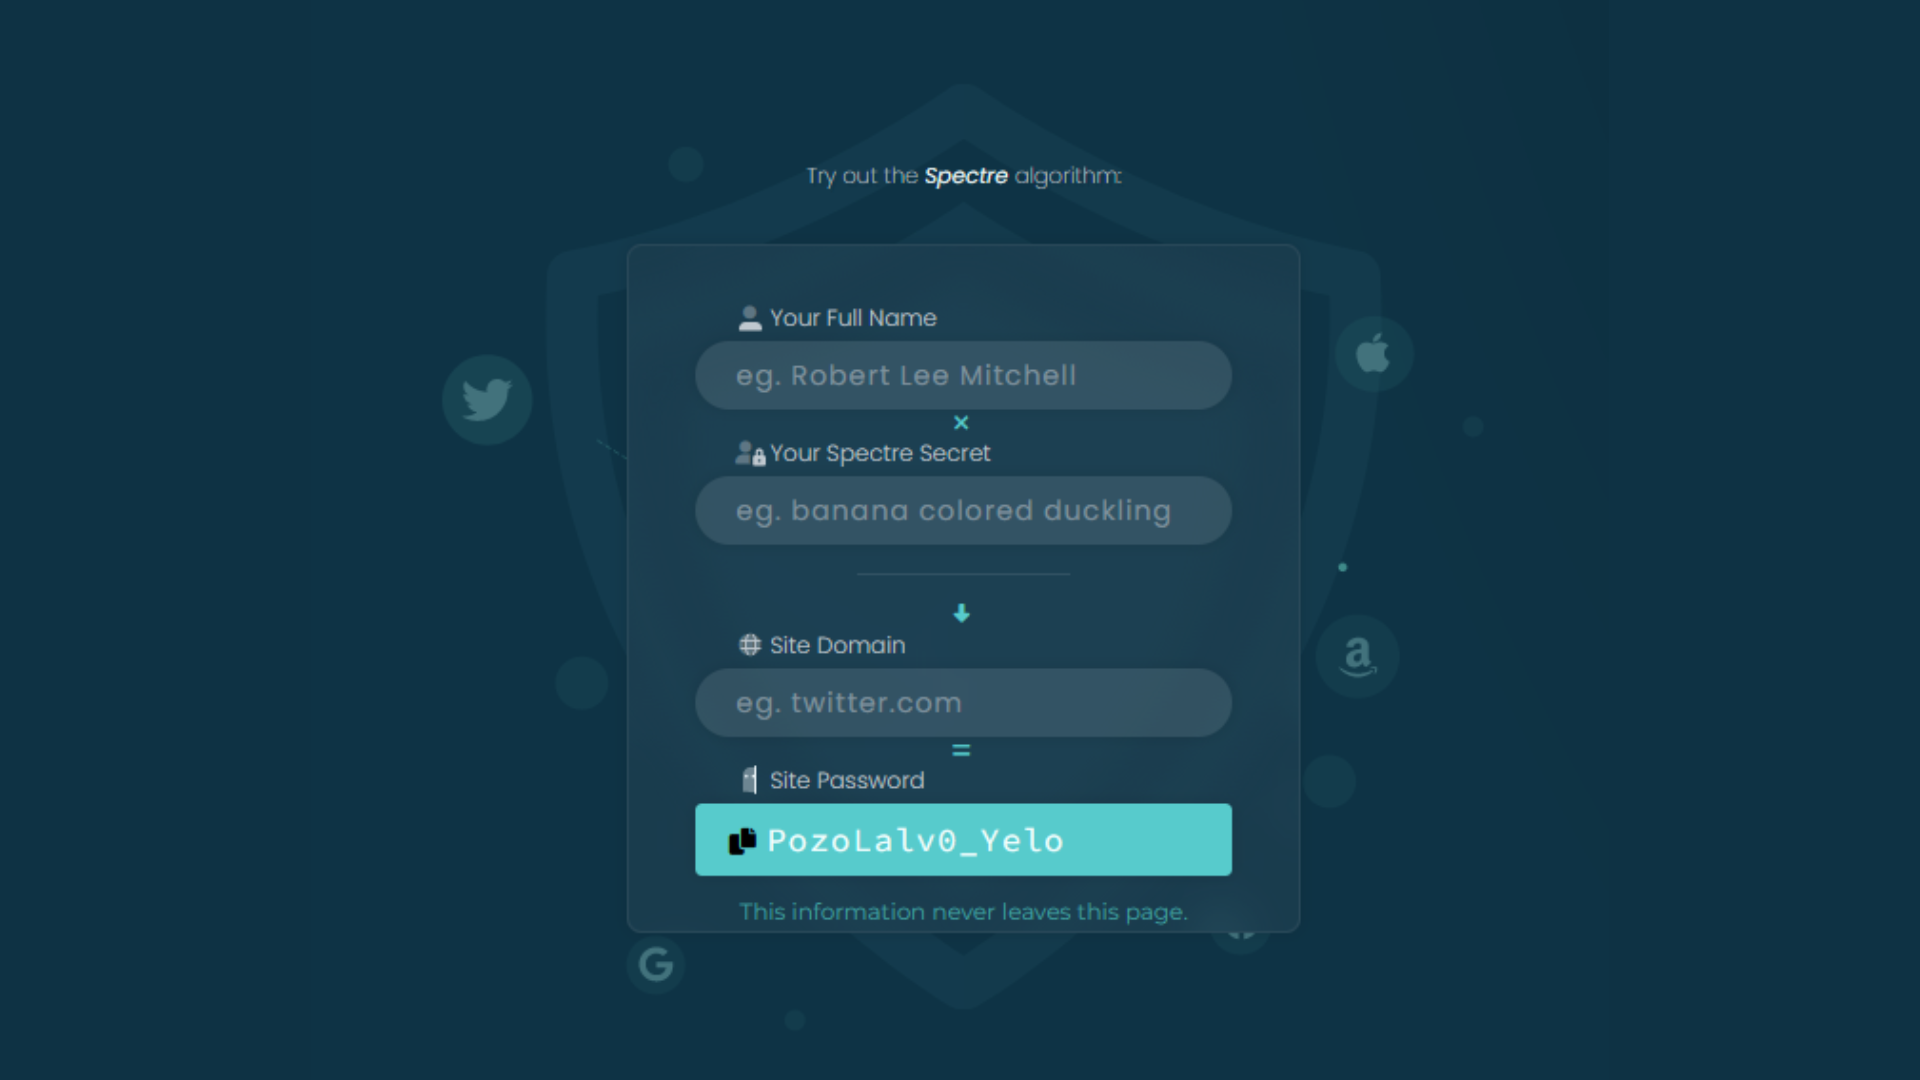 Try out the Spectre algorithm:
Your Full Name
eg. Robert Lee Mitchell
×
Your Spectre Secret
eg. banana colored duckling
Site Domain
eg. twitter.com
=
Site Password
PozoLalv0_Yelo
This information never leaves this page.